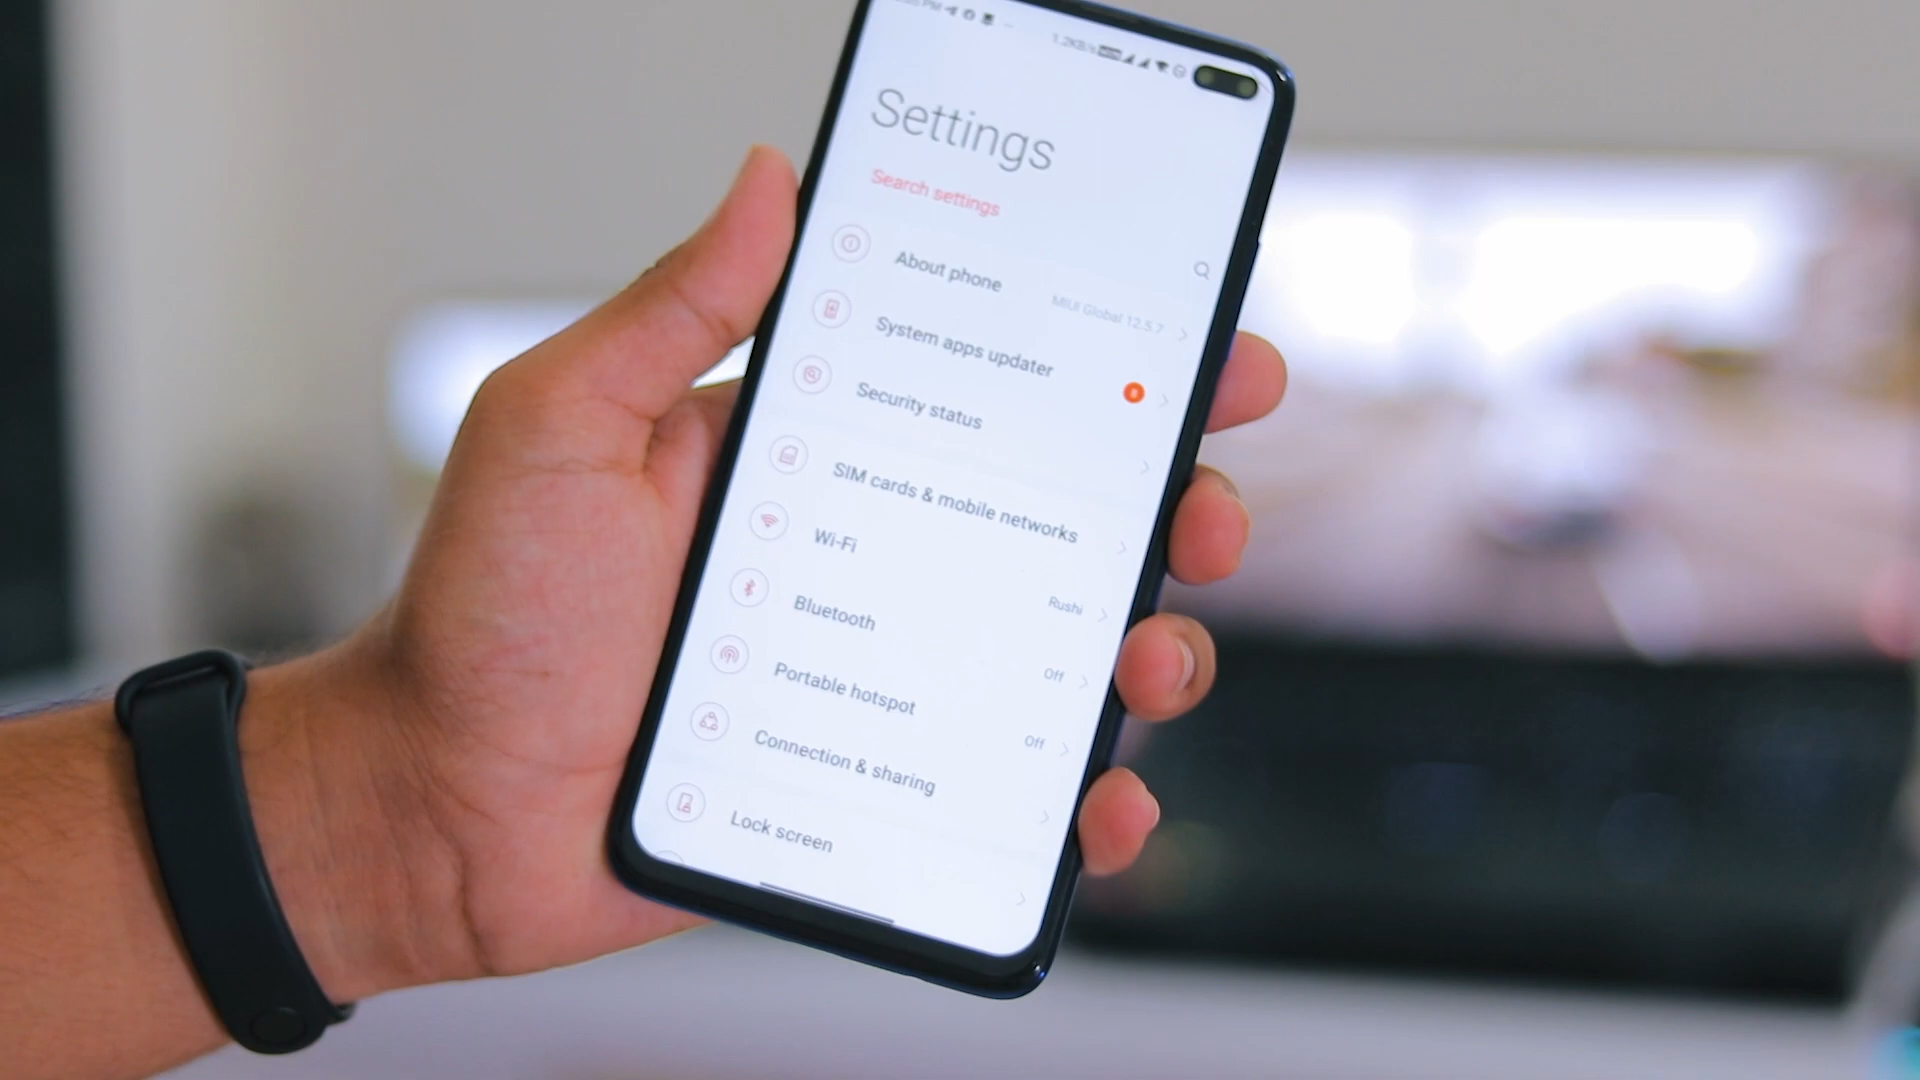 Settings
Search settings
About phone
MIUI Global 12.5.7
System apps updater
Security status
SIM cards & mobile networks
Wi-Fi
Rushi
Bluetooth
Off
Portable hotspot
Off
Connection & sharing
Lock screen